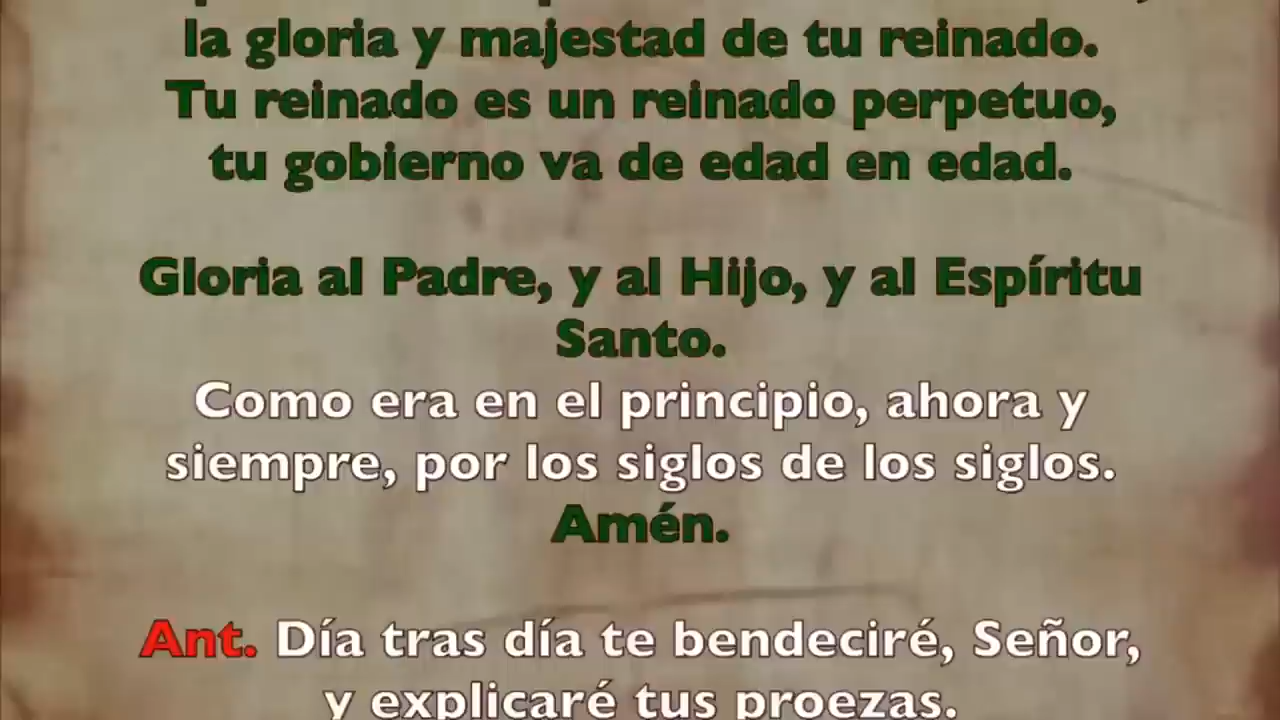 la gloria y majestad de tu reinado.
Tu reinado es un reinado perpetuo,
tu gobierno va de edad en edad.
Gloria al Padre, y al Hijo, y al Espíritu
Santo.
Como era en el principio, ahora y
siempre, por los siglos de los siglos.
Amén.
Ant. Día tras día te bendeciré, Señor,
y explicaré tus proezas.